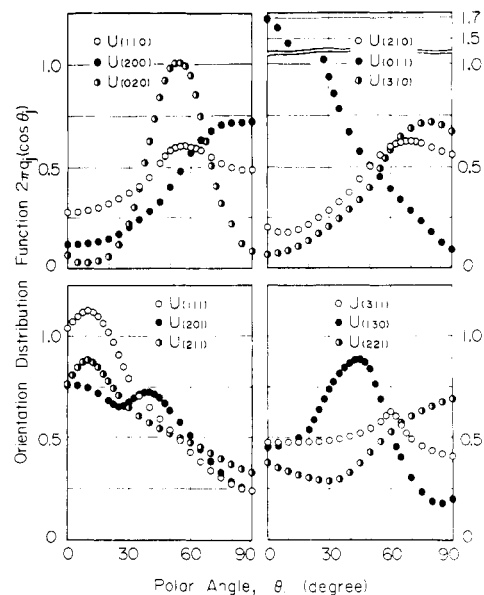 1.7
1.5
○ U(110)
● U(200)
◑ U(020)
○ U(210)
● U(011)
◑ U(310)
1.0
1.0
0.5
0.5
0
0
○ U(111)
● U(201)
◑ U(211)
○ U(311)
● U(130)
◑ U(221)
1.0
1.0
0.5
0.5
0
0
0 30 60 90
0 30 60 90
Orientation Distribution Function 2πqj(cos θj)
Polar Angle, θj (degree)